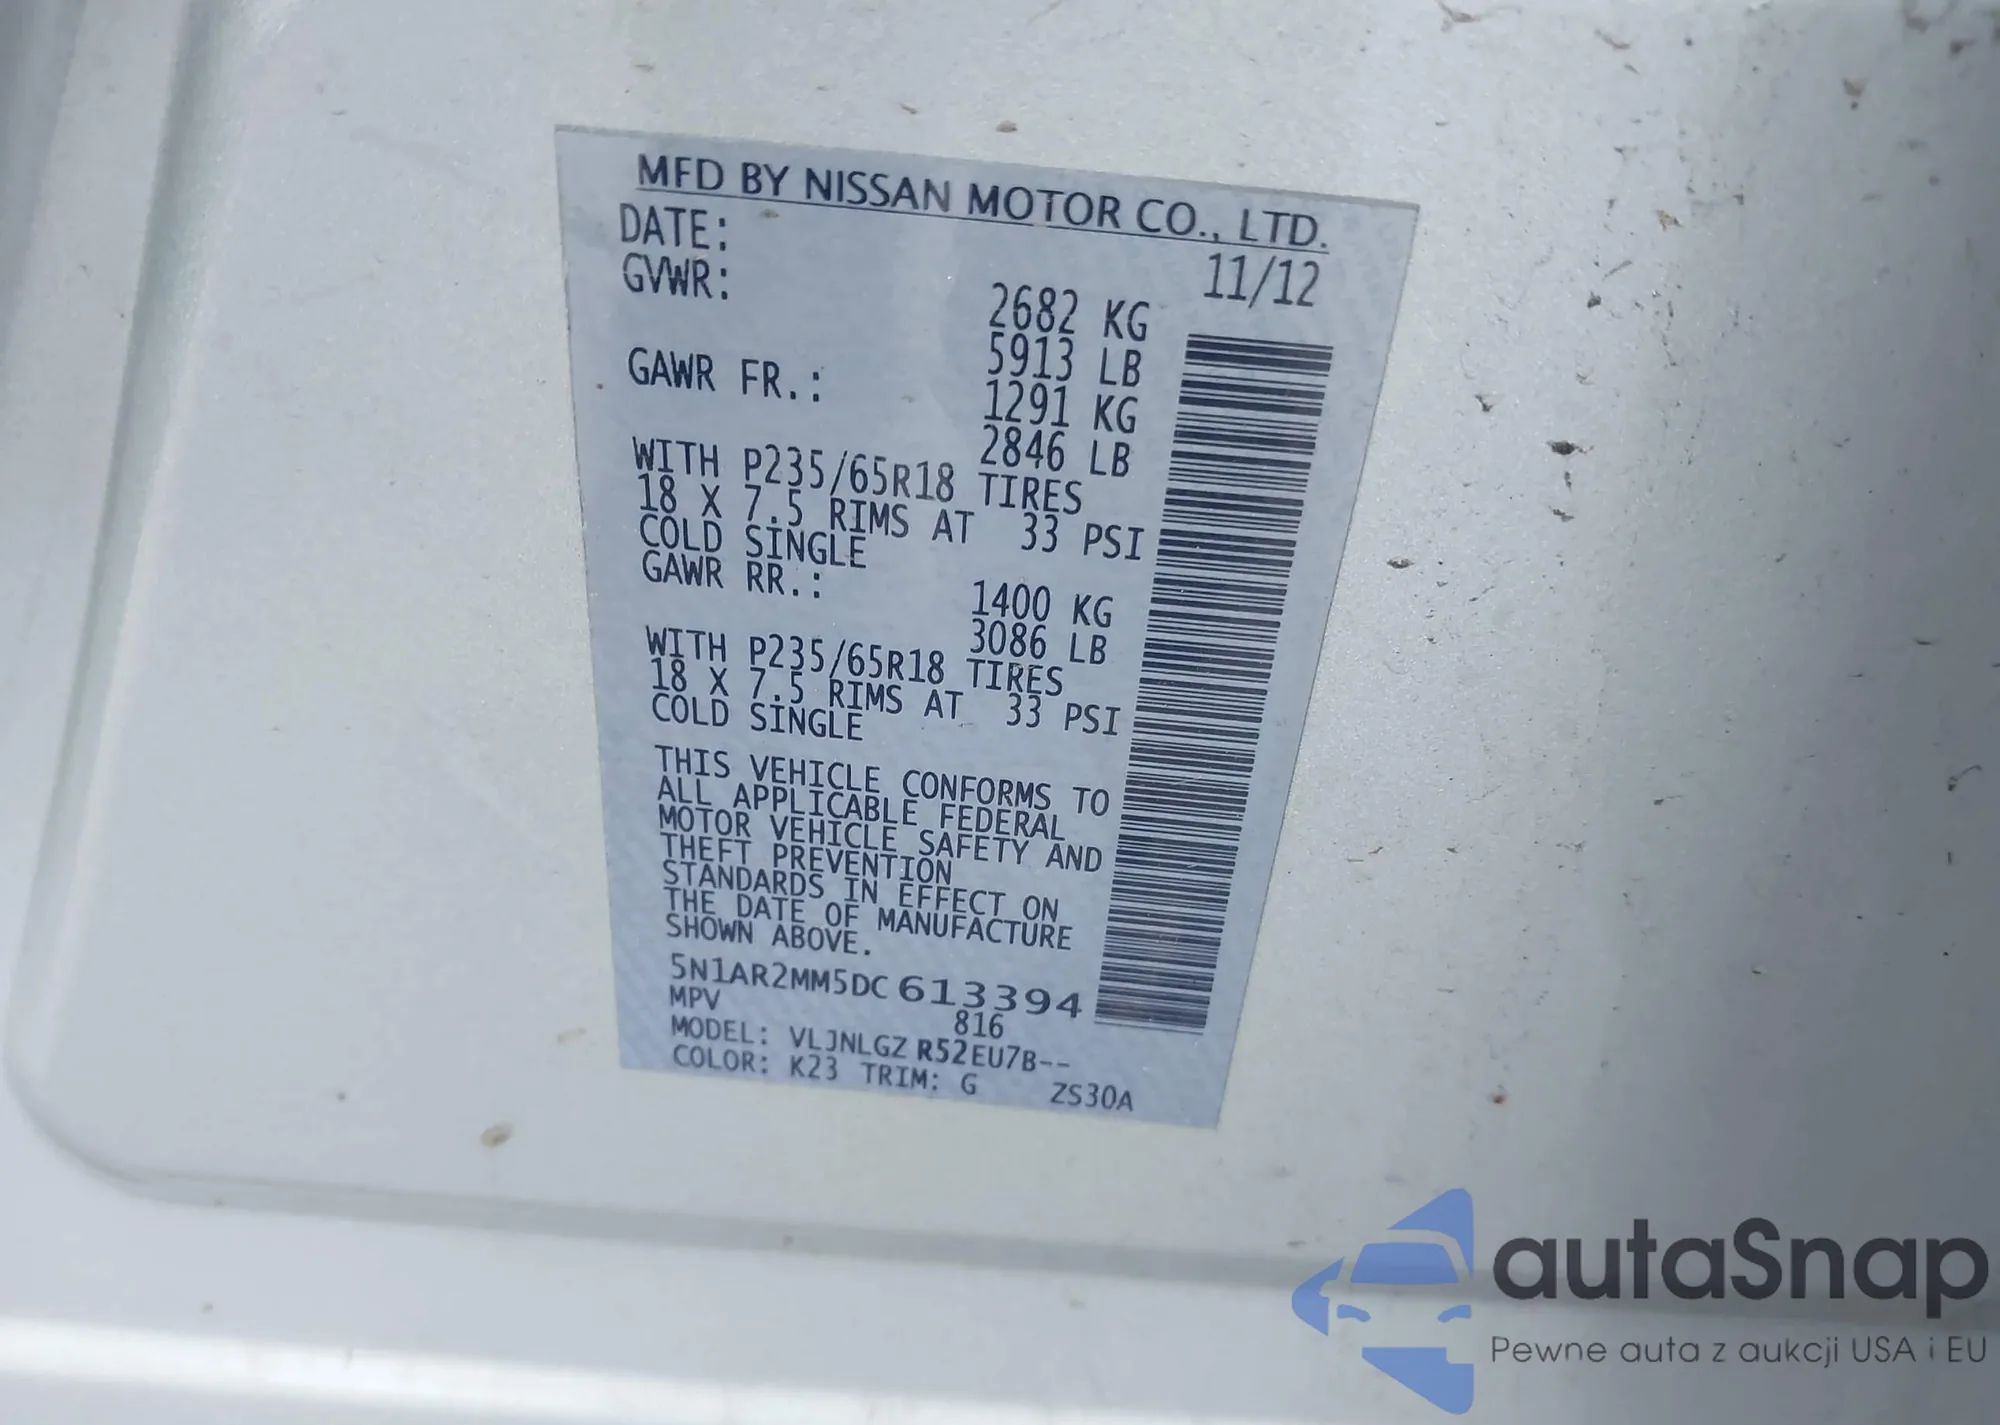 MFD BY NISSAN MOTOR CO., LTD.
DATE: 11/12
GVWR: 2682 KG
5913 LB
GAWR FR.: 1291 KG
2846 LB
WITH P235/65R18 TIRES
18 X 7.5 RIMS AT 33 PSI
COLD SINGLE
GAWR RR.: 1400 KG
3086 LB
WITH P235/65R18 TIRES
18 X 7.5 RIMS AT 33 PSI
COLD SINGLE
THIS VEHICLE CONFORMS TO
ALL APPLICABLE FEDERAL
MOTOR VEHICLE SAFETY AND
THEFT PREVENTION
STANDARDS IN EFFECT ON
THE DATE OF MANUFACTURE
SHOWN ABOVE.
5N1AR2MM5DC613394
MPV 816
MODEL: VLJNLGZ R52EU7B--
COLOR: K23 TRIM: G ZS30A
autaSnap
Pewne auta z aukcji USA i EU